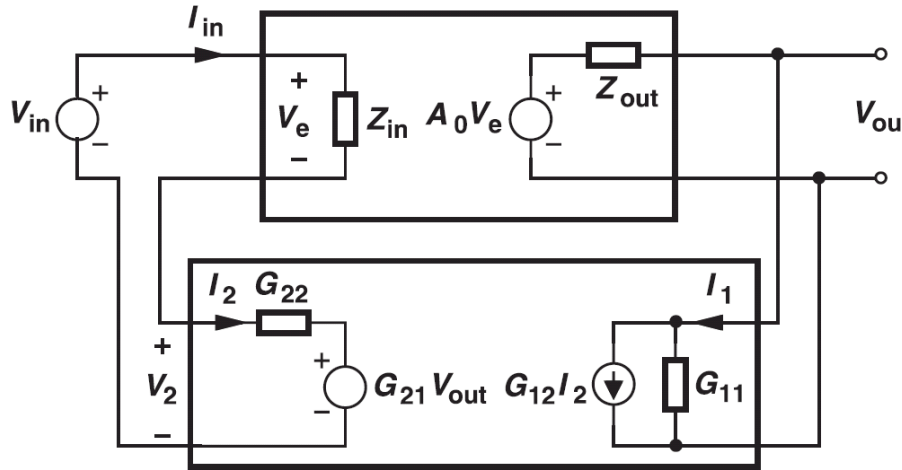 I in
+
V in
+
−
V e
−
Z in
A 0 V e
+
−
Z out
V ou
I 2
G 22
I 1
+
V 2
−
+
−
G 21 V out
G 12 I 2
G 11